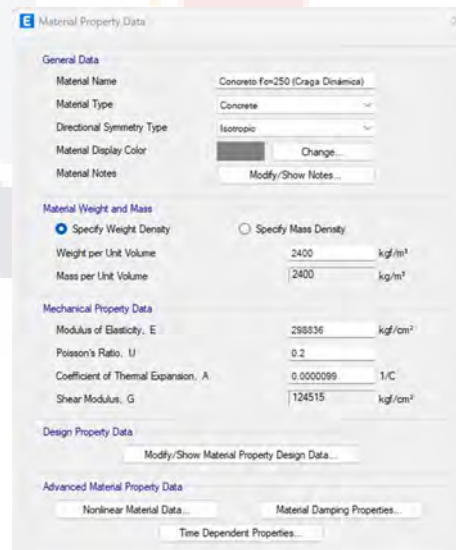 E Material Property Data
General Data
Material Name Concreto f'c=250 (Craga Dinámica)
Material Type Concrete
Directional Symmetry Type Isotropic
Material Display Color Change...
Material Notes Modify/Show Notes...
Material Weight and Mass
Specify Weight Density Specify Mass Density
Weight per Unit Volume 2400 kgf/m³
Mass per Unit Volume 2400 kg/m³
Mechanical Property Data
Modulus of Elasticity, E 298836 kgf/cm²
Poisson's Ratio, U 0.2
Coefficient of Thermal Expansion, A 0.0000099 1/C
Shear Modulus, G 124515 kgf/cm²
Design Property Data
Modify/Show Material Property Design Data...
Advanced Material Property Data
Nonlinear Material Data... Material Damping Properties...
Time Dependent Properties...